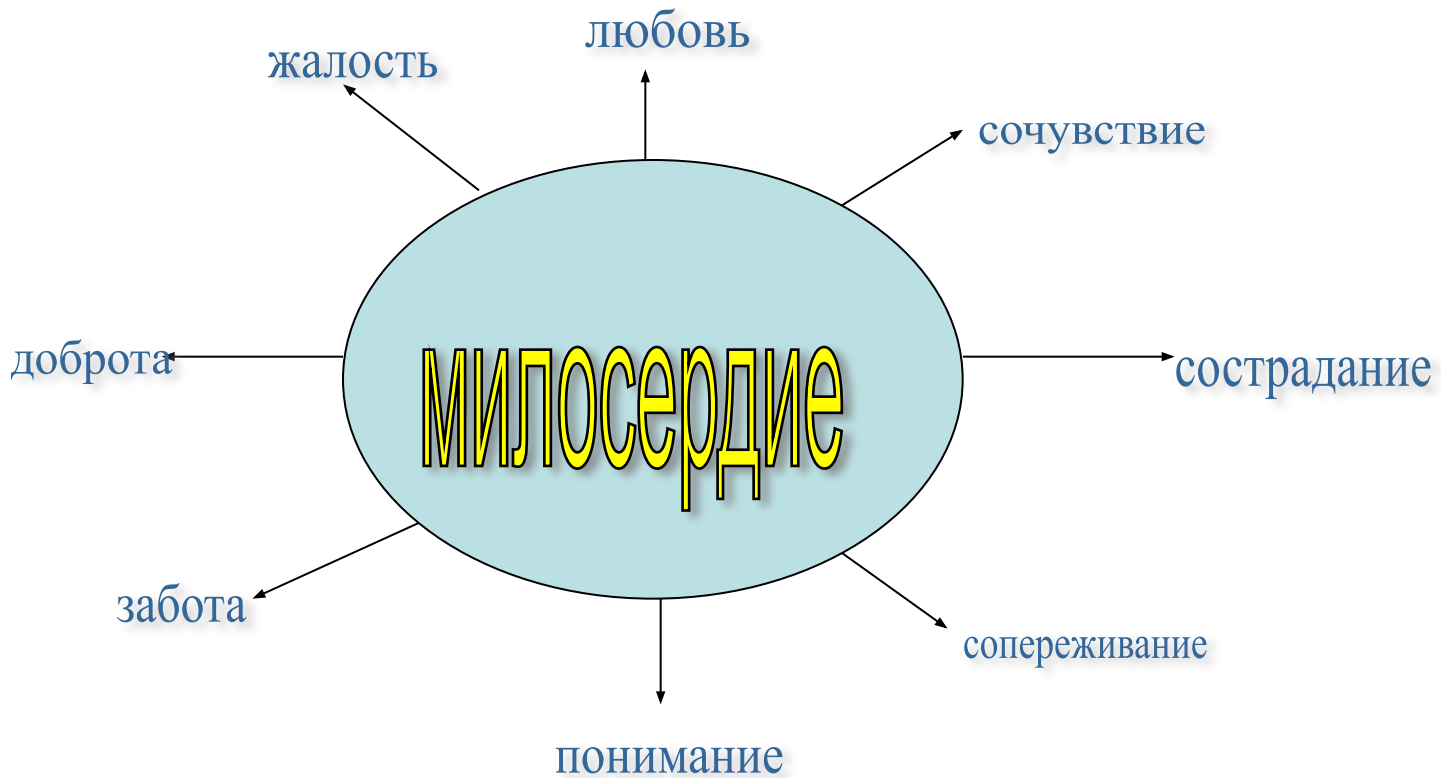 любовь
жалость
сочувствие
милосердие
доброта
сострадание
забота
сопереживание
понимание